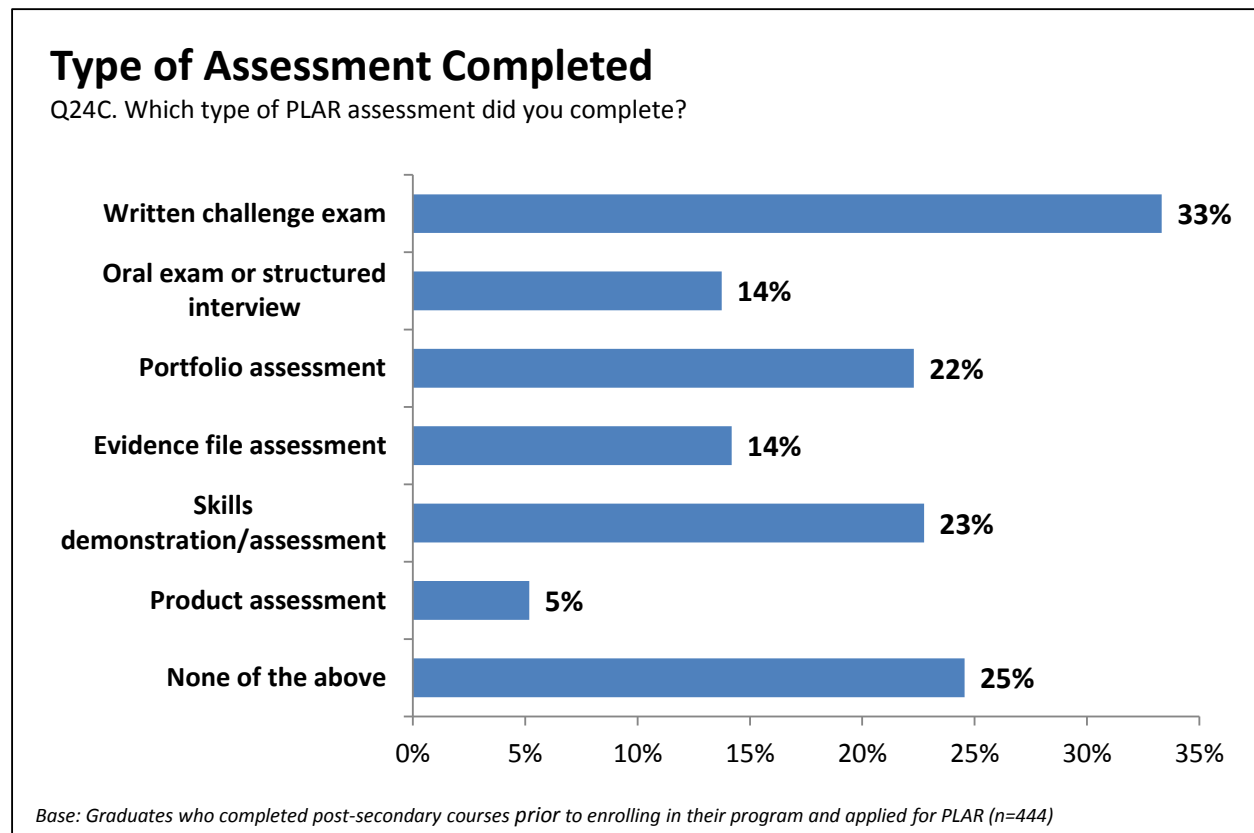 Type of Assessment Completed
Q24C. Which type of PLAR assessment did you complete?
Written challenge exam
33%
Oral exam or structured
interview
14%
Portfolio assessment
22%
Evidence file assessment
14%
Skills
demonstration/assessment
23%
Product assessment
5%
None of the above
25%
0% 5% 10% 15% 20% 25% 30% 35%
Base: Graduates who completed post-secondary courses prior to enrolling in their program and applied for PLAR (n=444)